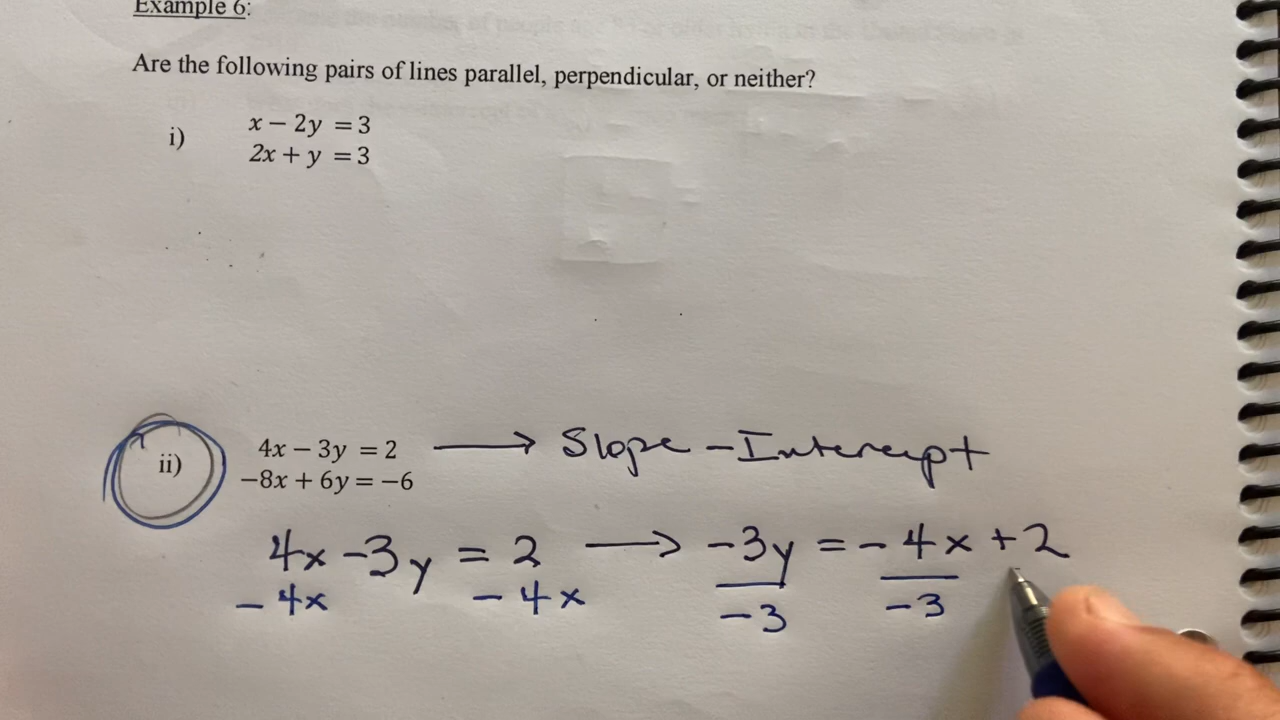 Example 6:
Are the following pairs of lines parallel, perpendicular, or neither?
i)
x − 2y = 3
2x + y = 3
ii)
4x − 3y = 2 ⟶ Slope - Intercept
−8x + 6y = −6
4x - 3y = 2 ⟶ -3y = -4x + 2
- 4x - 4x -3 -3